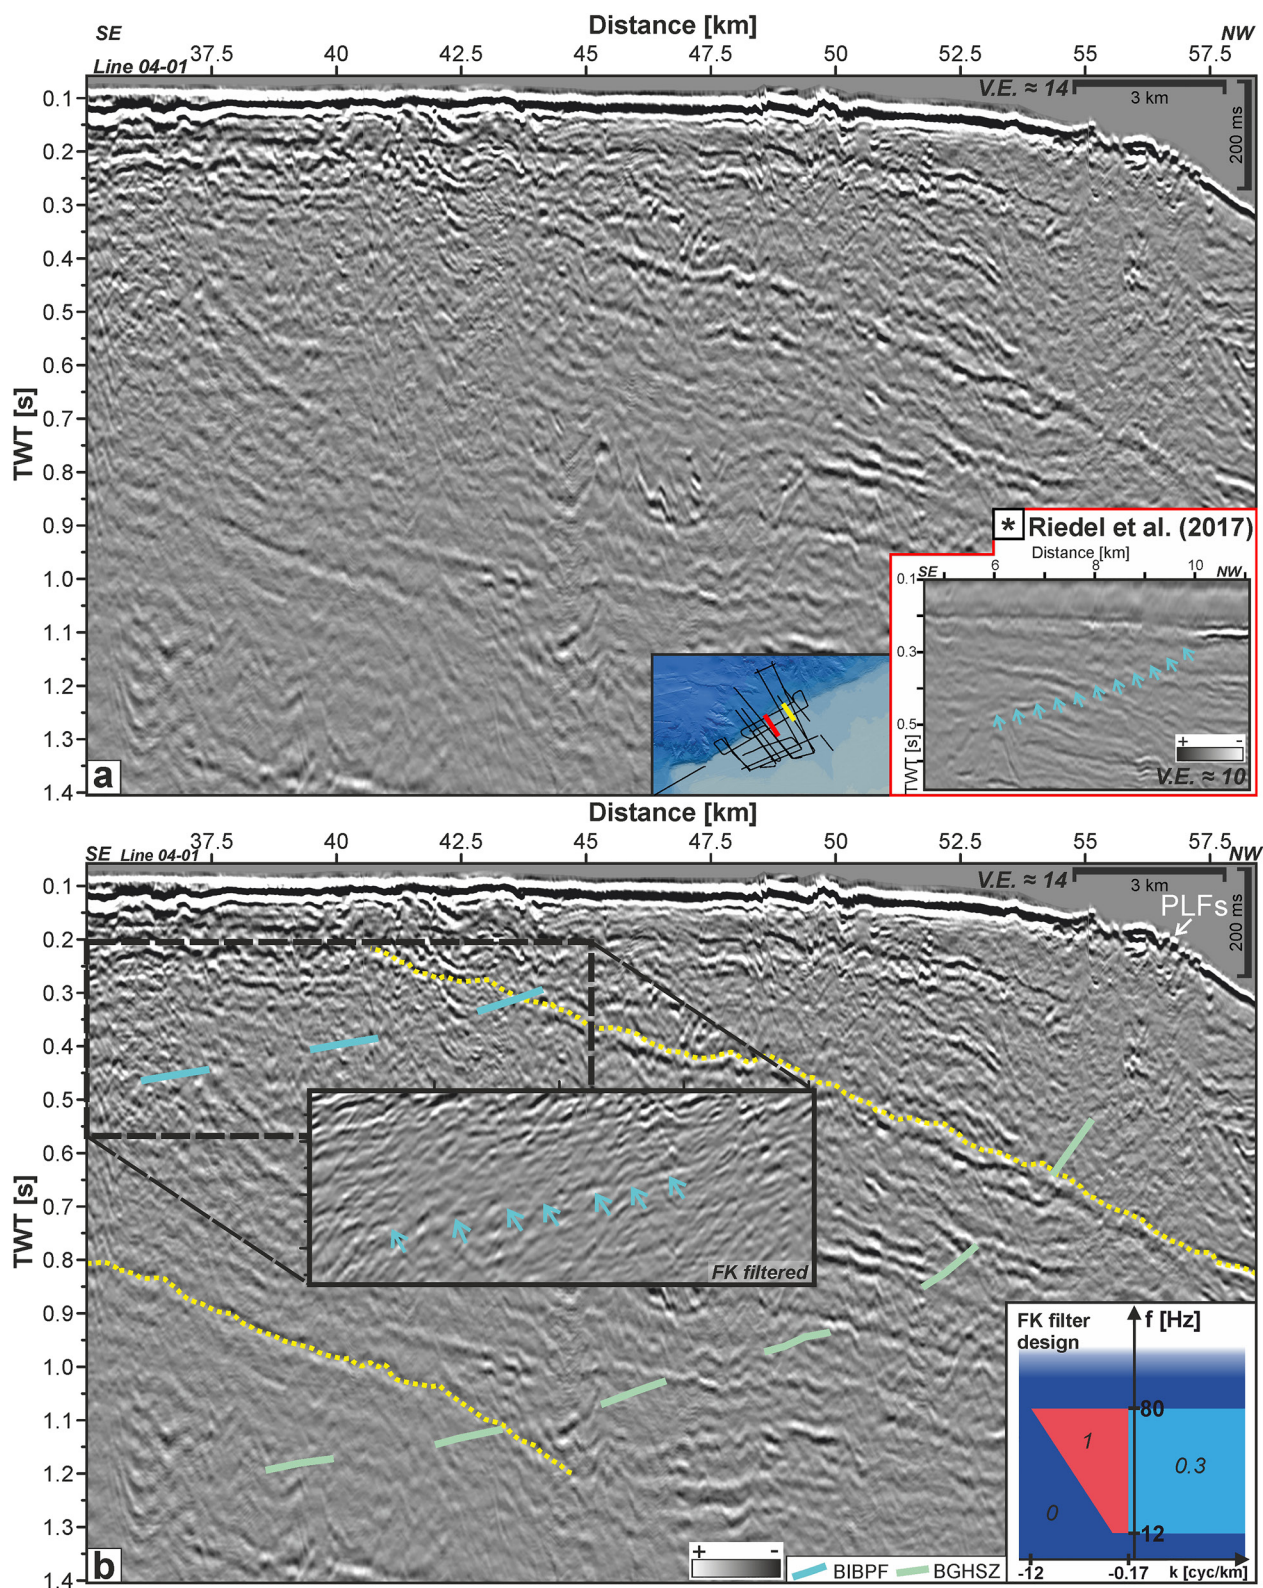 Distance [km]
SE
NW
37.5 40 42.5 45 47.5 50 52.5 55 57.5
Line 04-01
V.E. ≈ 14
3 km
200 ms
TWT [s]
0.1
0.2
0.3
0.4
0.5
0.6
0.7
0.8
0.9
1.0
1.1
1.2
1.3
1.4
a
* Riedel et al. (2017)
Distance [km]
SE 6 8 10 NW
0.1
0.3
0.5
TWT [s]
+ -
V.E. ≈ 10
Distance [km]
37.5 40 42.5 45 47.5 50 52.5 55 57.5
SE Line 04-01
NW
V.E. ≈ 14
3 km
200 ms
PLFs
TWT [s]
0.1
0.2
0.3
0.4
0.5
0.6
0.7
0.8
0.9
1.0
1.1
1.2
1.3
1.4
FK filtered
b
+ -
BIBPF BGHSZ
FK filter
design
f [Hz]
80
1
0.3
0
12
-12 -0.17 k [cyc/km]